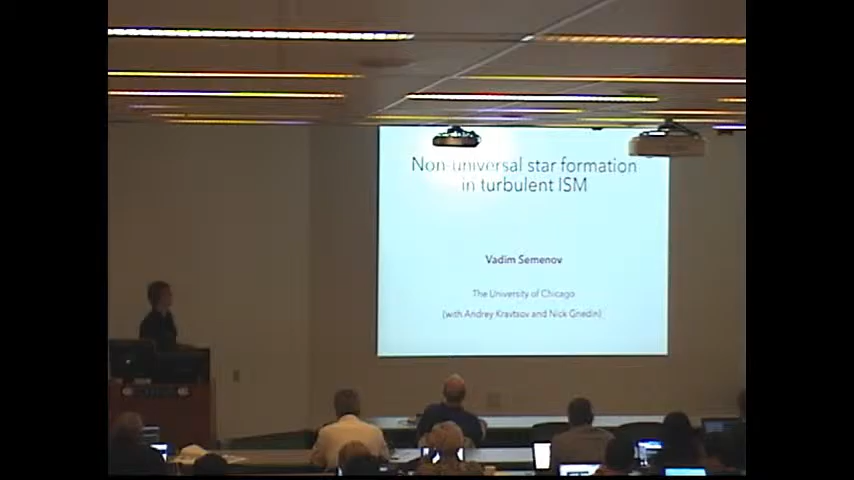 Non-universal star formation
in turbulent ISM
Vadim Semenov
The University of Chicago
(with Andrey Kravtsov and Nick Gnedin)